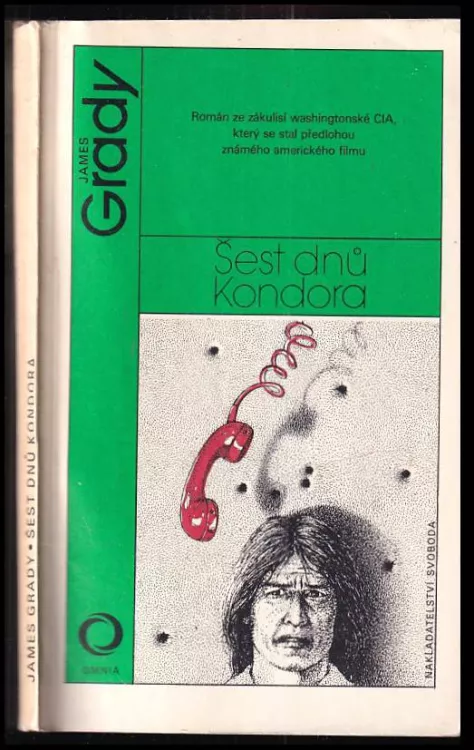 JAMES GRADY • ŠEST DNŮ KONDORA
JAMES
Grady
Román ze zákulisí washingtonské CIA,
který se stal předlohou
známého amerického filmu
Šest dnů
Kondora
NAKLADATELSTVÍ SVOBODA
OMNIA